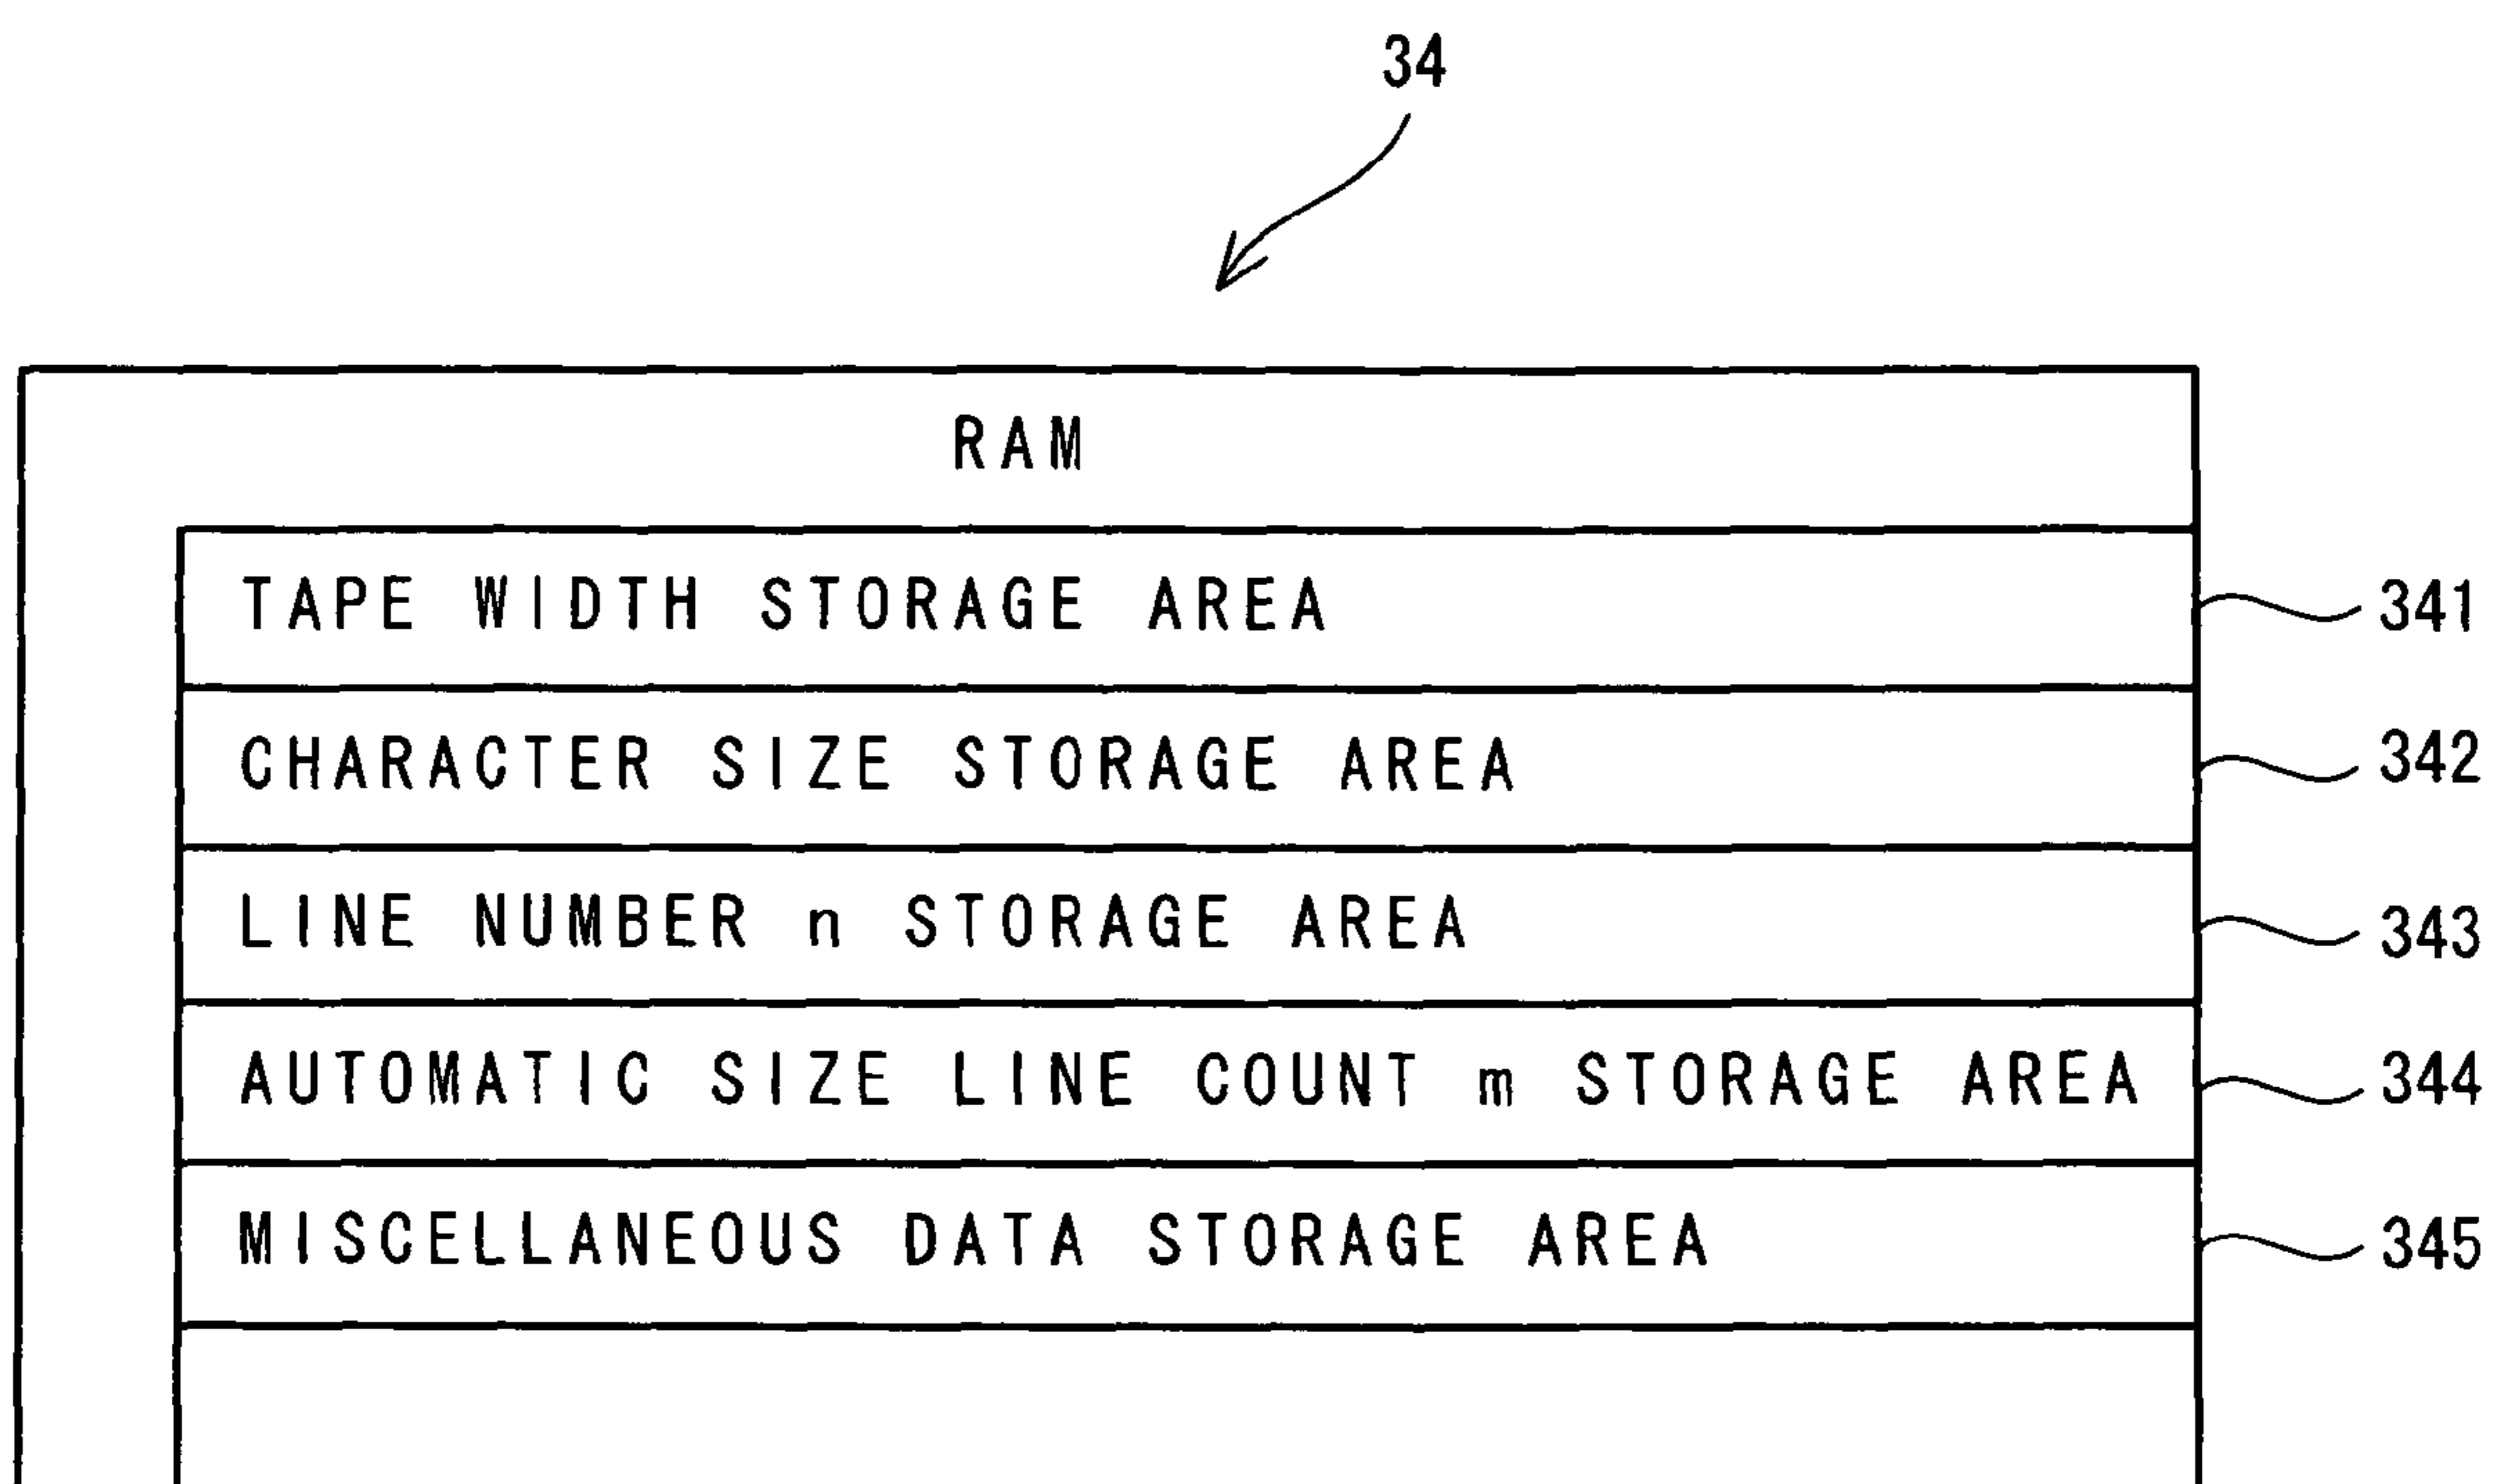 34
RAM
TAPE WIDTH STORAGE AREA 341
CHARACTER SIZE STORAGE AREA 342
LINE NUMBER n STORAGE AREA 343
AUTOMATIC SIZE LINE COUNT m STORAGE AREA 344
MISCELLANEOUS DATA STORAGE AREA 345